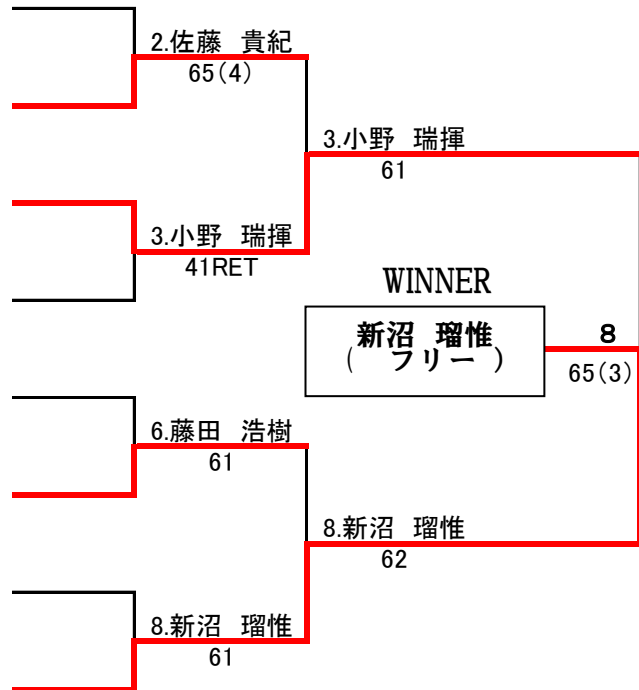 2.佐藤　貴紀
65(4)
3.小野　瑞揮
61
3.小野　瑞揮
41RET
WINNER
新沼　瑠惟
(　フリー　)
8
65(3)
6.藤田　浩樹
61
8.新沼　瑠惟
62
8.新沼　瑠惟
61